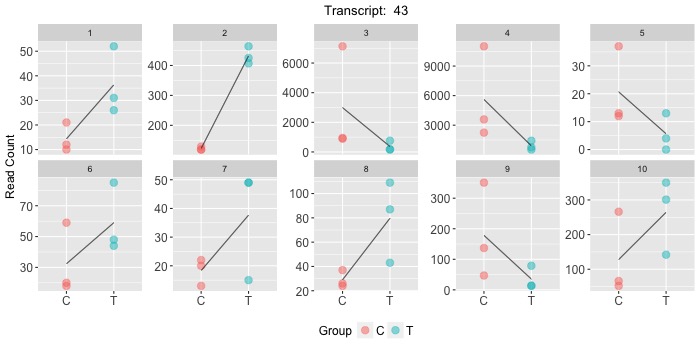 Transcript: 43
Read Count
1 2 3 4 5
50 40 30 20 10
400 300 200
6000 4000 2000 0
9000 6000 3000
30 20 10 0
6 7 8 9 10
70 50 30
50 40 30 20
100 80 60 40 20
300 200 100 0
300 200 100
C T C T C T C T C T
Group C T